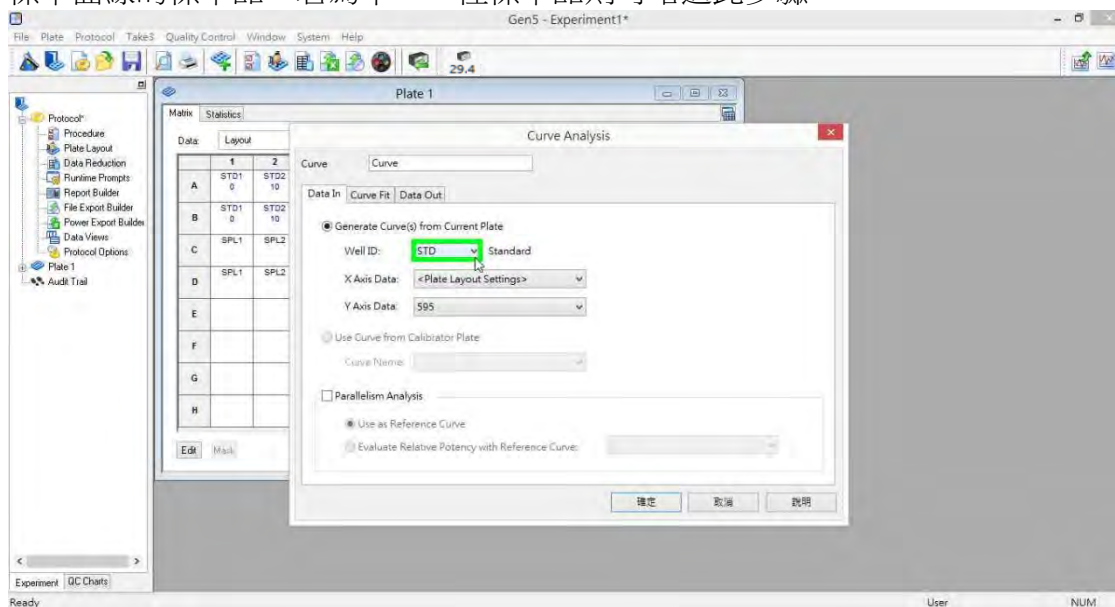 Gen5 - Experiment1*
File Plate Protocol Take3 Quality Control Window System Help
29.4
Plate 1
Protocol*
Procedure
Plate Layout
Data Reduction
Runtime Prompts
Report Builder
File Export Builder
Power Export Builder
Data Views
Protocol Options
Plate 1
Audit Trail
Matrix Statistics
Data: Layout
1 2
A STD1 STD2
0 10
B STD1 STD2
0 10
C SPL1 SPL2
D SPL1 SPL2
E
F
G
H
Edit Mask
Curve Analysis
Curve Curve
Data In Curve Fit Data Out
Generate Curve(s) from Current Plate
Well ID: STD Standard
X Axis Data: <Plate Layout Settings>
Y Axis Data: 595
Use Curve from Calibrator Plate
Curve Name:
Parallelism Analysis
Use as Reference Curve
Evaluate Relative Potency with Reference Curve:
確定 取消 說明
Experiment QC Charts
Ready User NUM